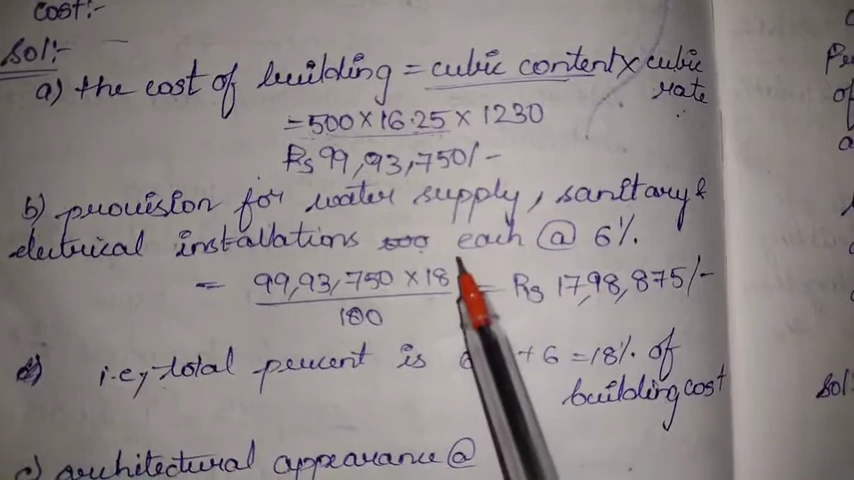 cost:-
Sol:-
a) the cost of building = cubic content x cubic
rate
= 500 x 16.25 x 1230
Rs 99,93,750/-
b) provision for water supply, sanitary &
electrical installations each @ 6%.
= 99,93,750 x 18 = Rs 17,98,875/-
100
i.e, total percent is +6 = 18% of
building cost
c) architectural appearance @
Sol:
of